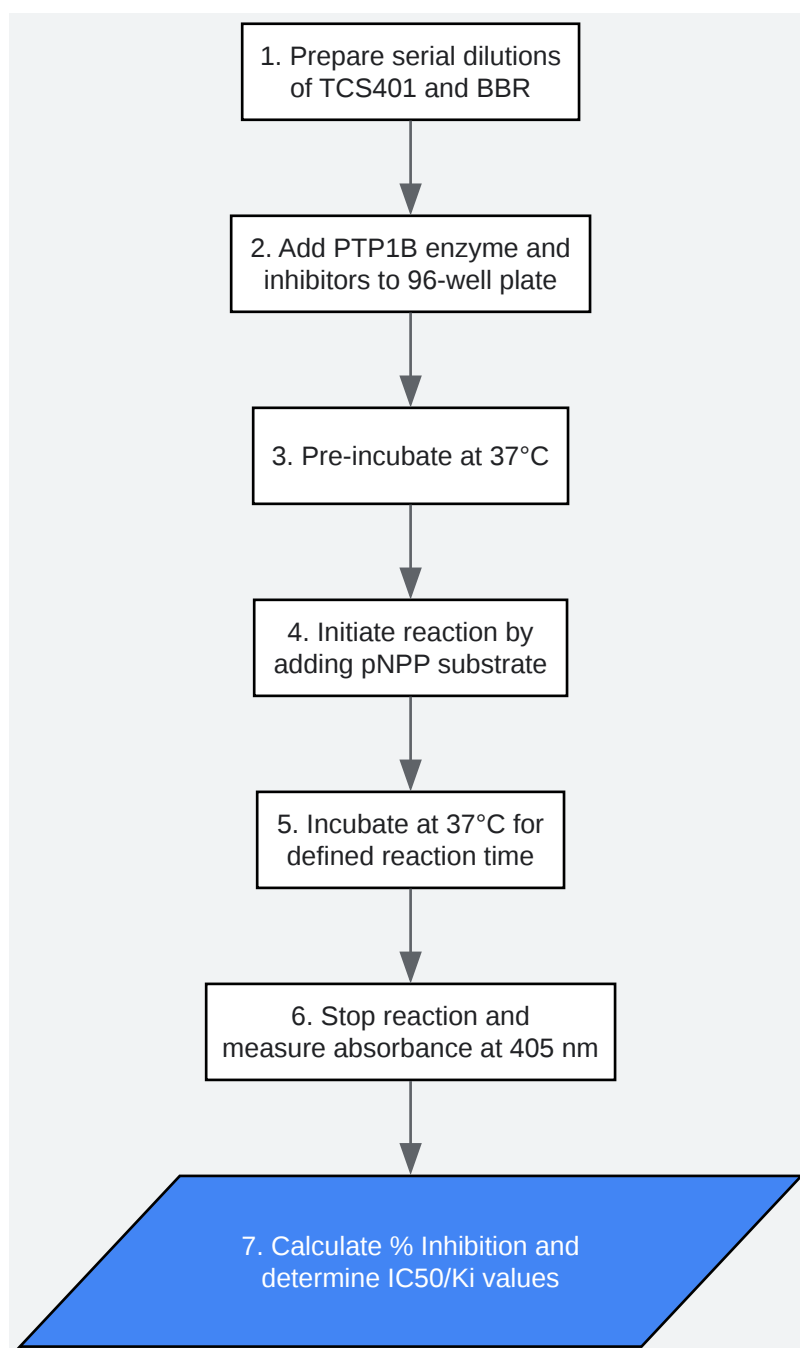 1. Prepare serial dilutions
of TCS401 and BBR
2. Add PTP1B enzyme and
inhibitors to 96-well plate
3. Pre-incubate at 37°C
4. Initiate reaction by
adding pNPP substrate
5. Incubate at 37°C for
defined reaction time
6. Stop reaction and
measure absorbance at 405 nm
7. Calculate % Inhibition and
determine IC50/Ki values